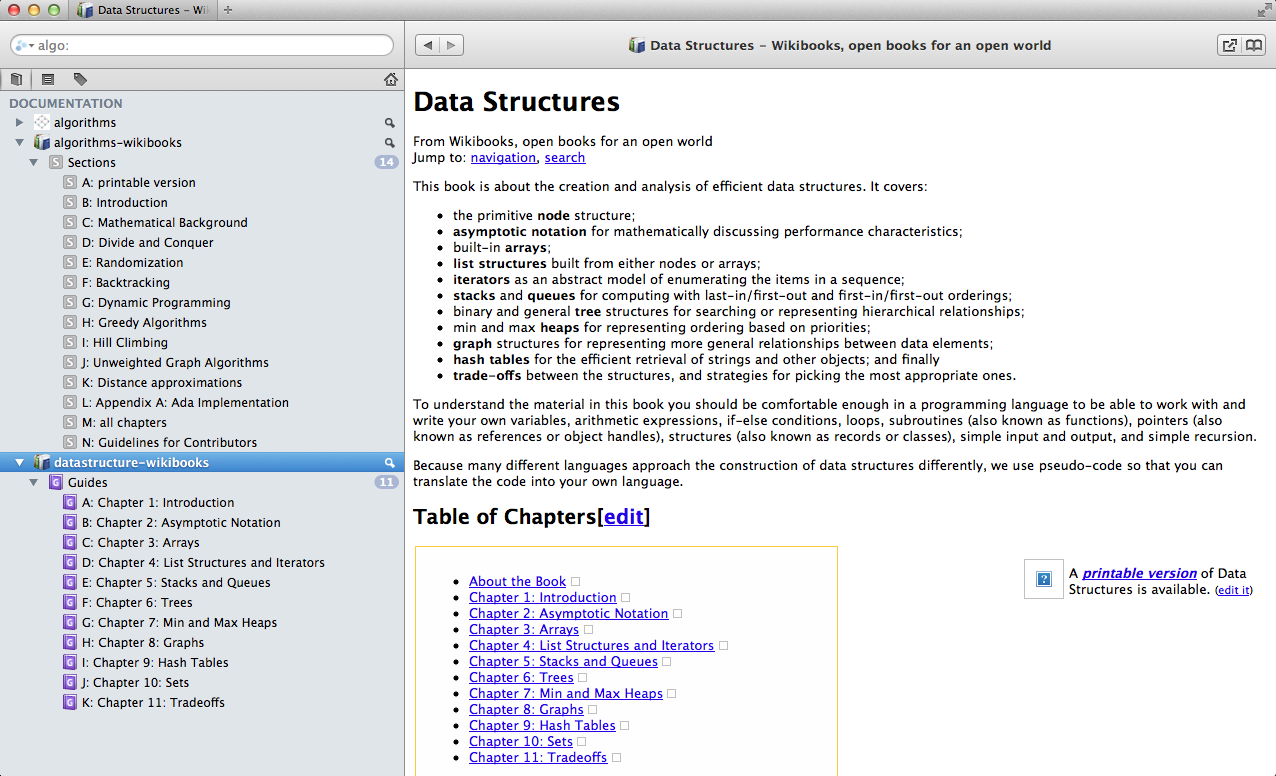 Data Structures – Wi
algo:
Data Structures – Wikibooks, open books for an open world
DOCUMENTATION
algorithms
algorithms-wikibooks
Sections 14
A: printable version
B: Introduction
C: Mathematical Background
D: Divide and Conquer
E: Randomization
F: Backtracking
G: Dynamic Programming
H: Greedy Algorithms
I: Hill Climbing
J: Unweighted Graph Algorithms
K: Distance approximations
L: Appendix A: Ada Implementation
M: all chapters
N: Guidelines for Contributors
datastructure-wikibooks
Guides 11
A: Chapter 1: Introduction
B: Chapter 2: Asymptotic Notation
C: Chapter 3: Arrays
D: Chapter 4: List Structures and Iterators
E: Chapter 5: Stacks and Queues
F: Chapter 6: Trees
G: Chapter 7: Min and Max Heaps
H: Chapter 8: Graphs
I: Chapter 9: Hash Tables
J: Chapter 10: Sets
K: Chapter 11: Tradeoffs
Data Structures
From Wikibooks, open books for an open world
Jump to: navigation, search
This book is about the creation and analysis of efficient data structures. It covers:
• the primitive node structure;
• asymptotic notation for mathematically discussing performance characteristics;
• built-in arrays;
• list structures built from either nodes or arrays;
• iterators as an abstract model of enumerating the items in a sequence;
• stacks and queues for computing with last-in/first-out and first-in/first-out orderings;
• binary and general tree structures for searching or representing hierarchical relationships;
• min and max heaps for representing ordering based on priorities;
• graph structures for representing more general relationships between data elements;
• hash tables for the efficient retrieval of strings and other objects; and finally
• trade-offs between the structures, and strategies for picking the most appropriate ones.
To understand the material in this book you should be comfortable enough in a programming language to be able to work with and
write your own variables, arithmetic expressions, if-else conditions, loops, subroutines (also known as functions), pointers (also
known as references or object handles), structures (also known as records or classes), simple input and output, and simple recursion.
Because many different languages approach the construction of data structures differently, we use pseudo-code so that you can
translate the code into your own language.
Table of Chapters[edit]
• About the Book
• Chapter 1: Introduction
• Chapter 2: Asymptotic Notation
• Chapter 3: Arrays
• Chapter 4: List Structures and Iterators
• Chapter 5: Stacks and Queues
• Chapter 6: Trees
• Chapter 7: Min and Max Heaps
• Chapter 8: Graphs
• Chapter 9: Hash Tables
• Chapter 10: Sets
• Chapter 11: Tradeoffs
A printable version of Data
Structures is available. (edit it)